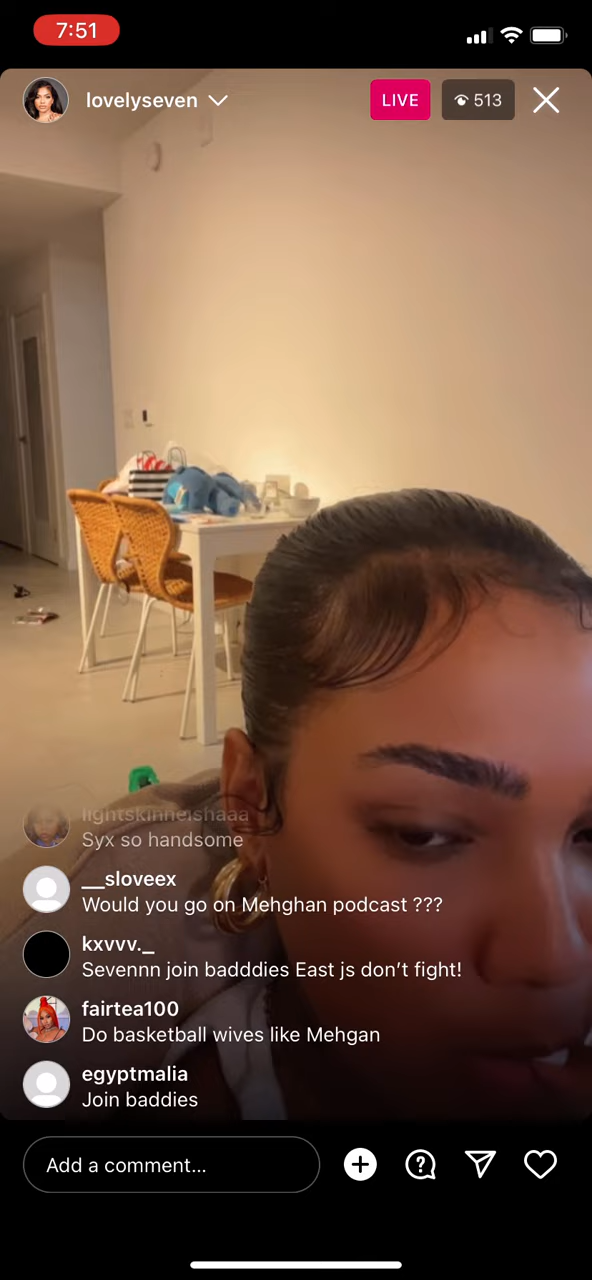 7:51
lovelyseven
LIVE
513
lightskinneishaaa
Syx so handsome
__sloveex
Would you go on Mehghan podcast ???
kxvvv._
Sevennn join badddies East js don’t fight!
fairtea100
Do basketball wives like Mehgan
egyptmalia
Join baddies
Add a comment...